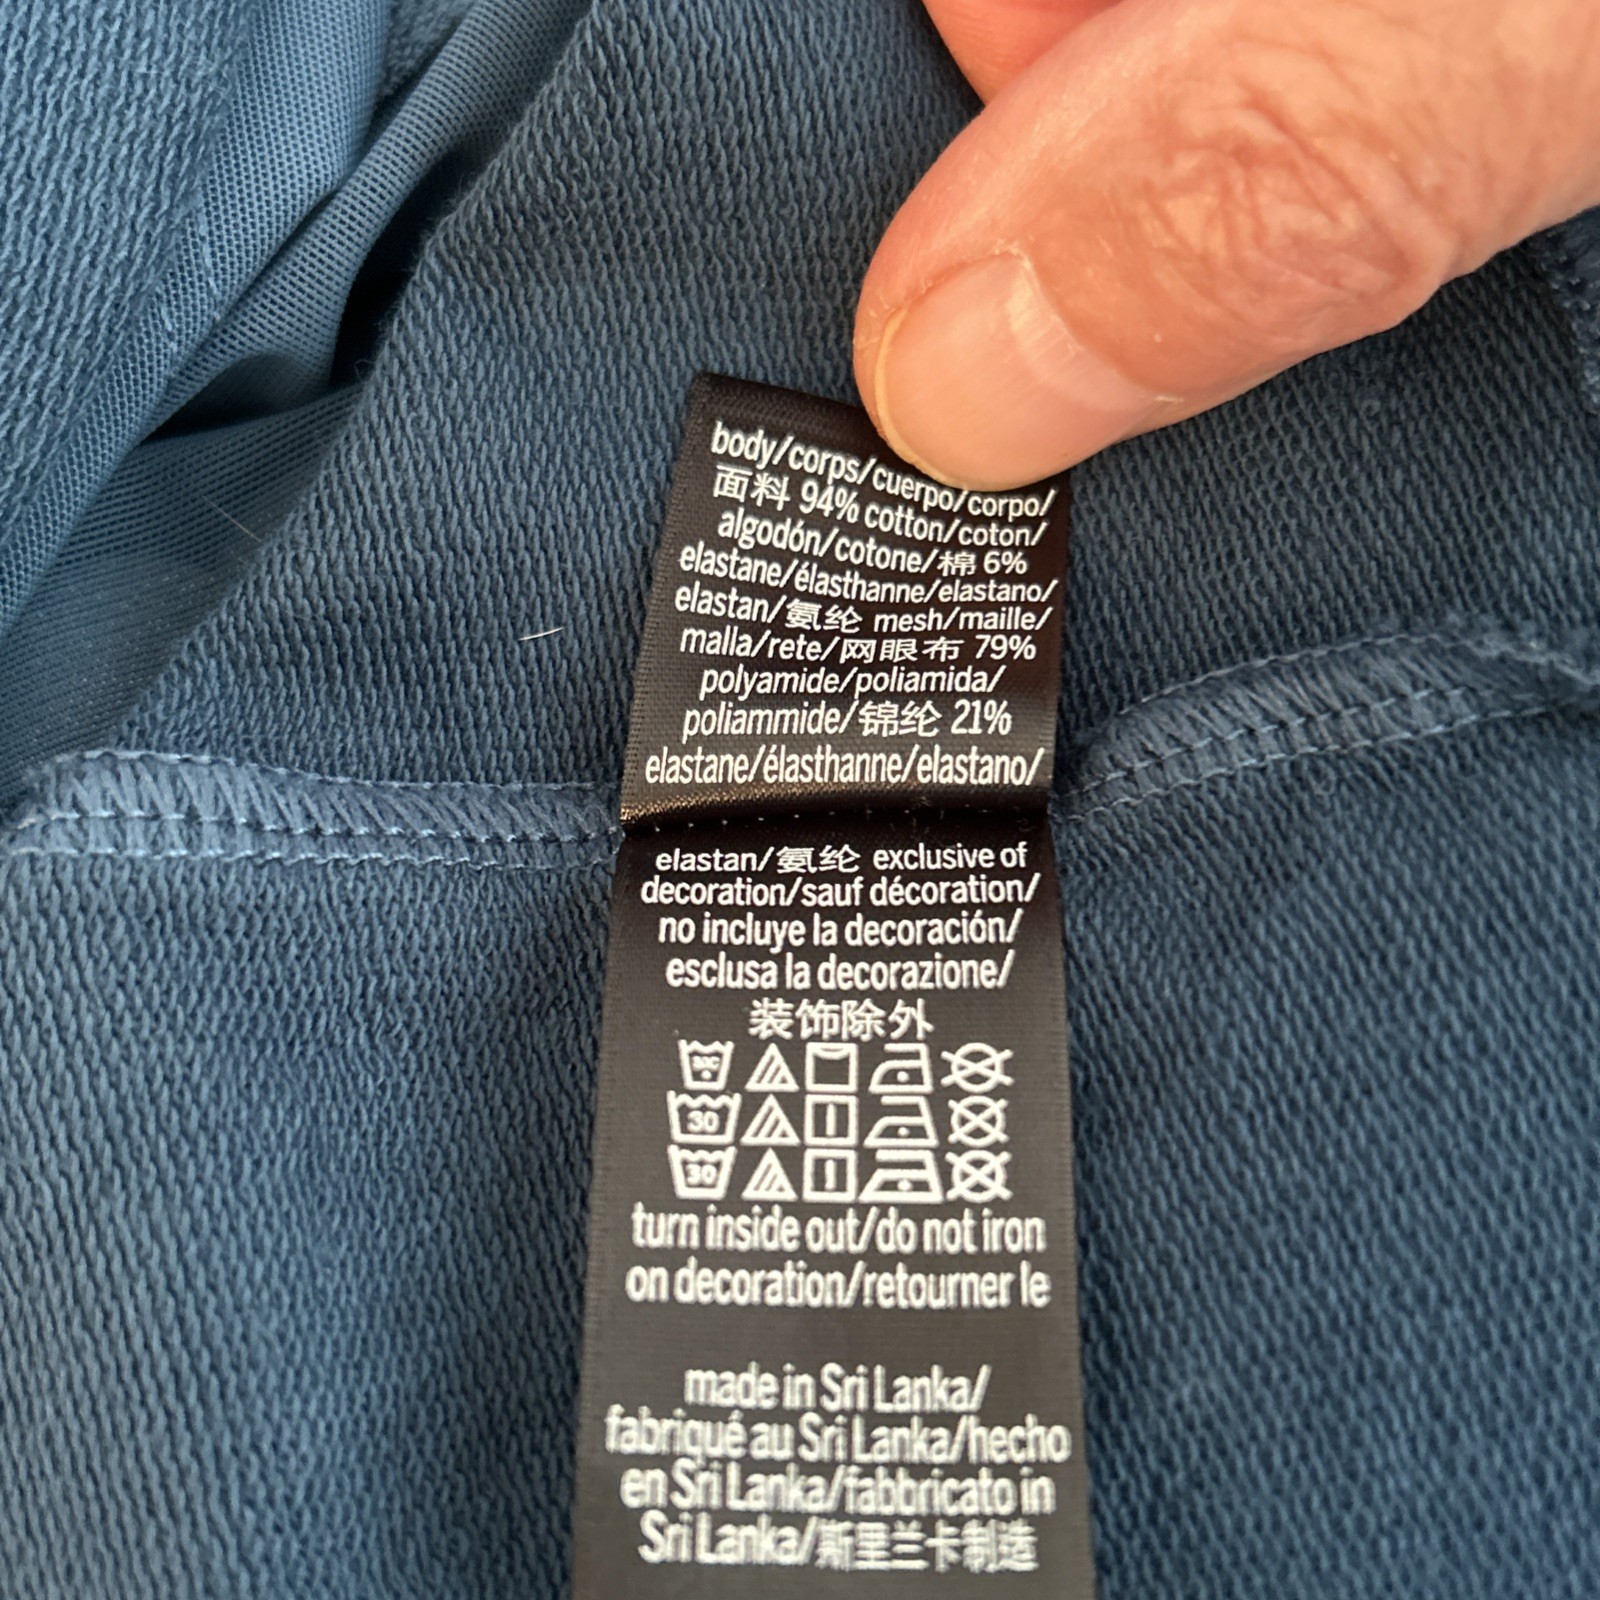 body/corps/cuerpo/corpo/
面料 94% cotton/coton/
algodón/cotone/棉 6%
elastane/élasthanne/elastano/
elastan/氨纶 mesh/maille/
malla/rete/网眼布 79%
polyamide/poliamida/
poliammide/锦纶 21%
elastane/élasthanne/elastano/
elastan/氨纶 exclusive of
decoration/sauf décoration/
no incluye la decoración/
esclusa la decorazione/
装饰除外
30C
30
30
turn inside out/do not iron
on decoration/retourner le
made in Sri Lanka/
fabriqué au Sri Lanka/hecho
en Sri Lanka/fabbricato in
Sri Lanka/斯里兰卡制造